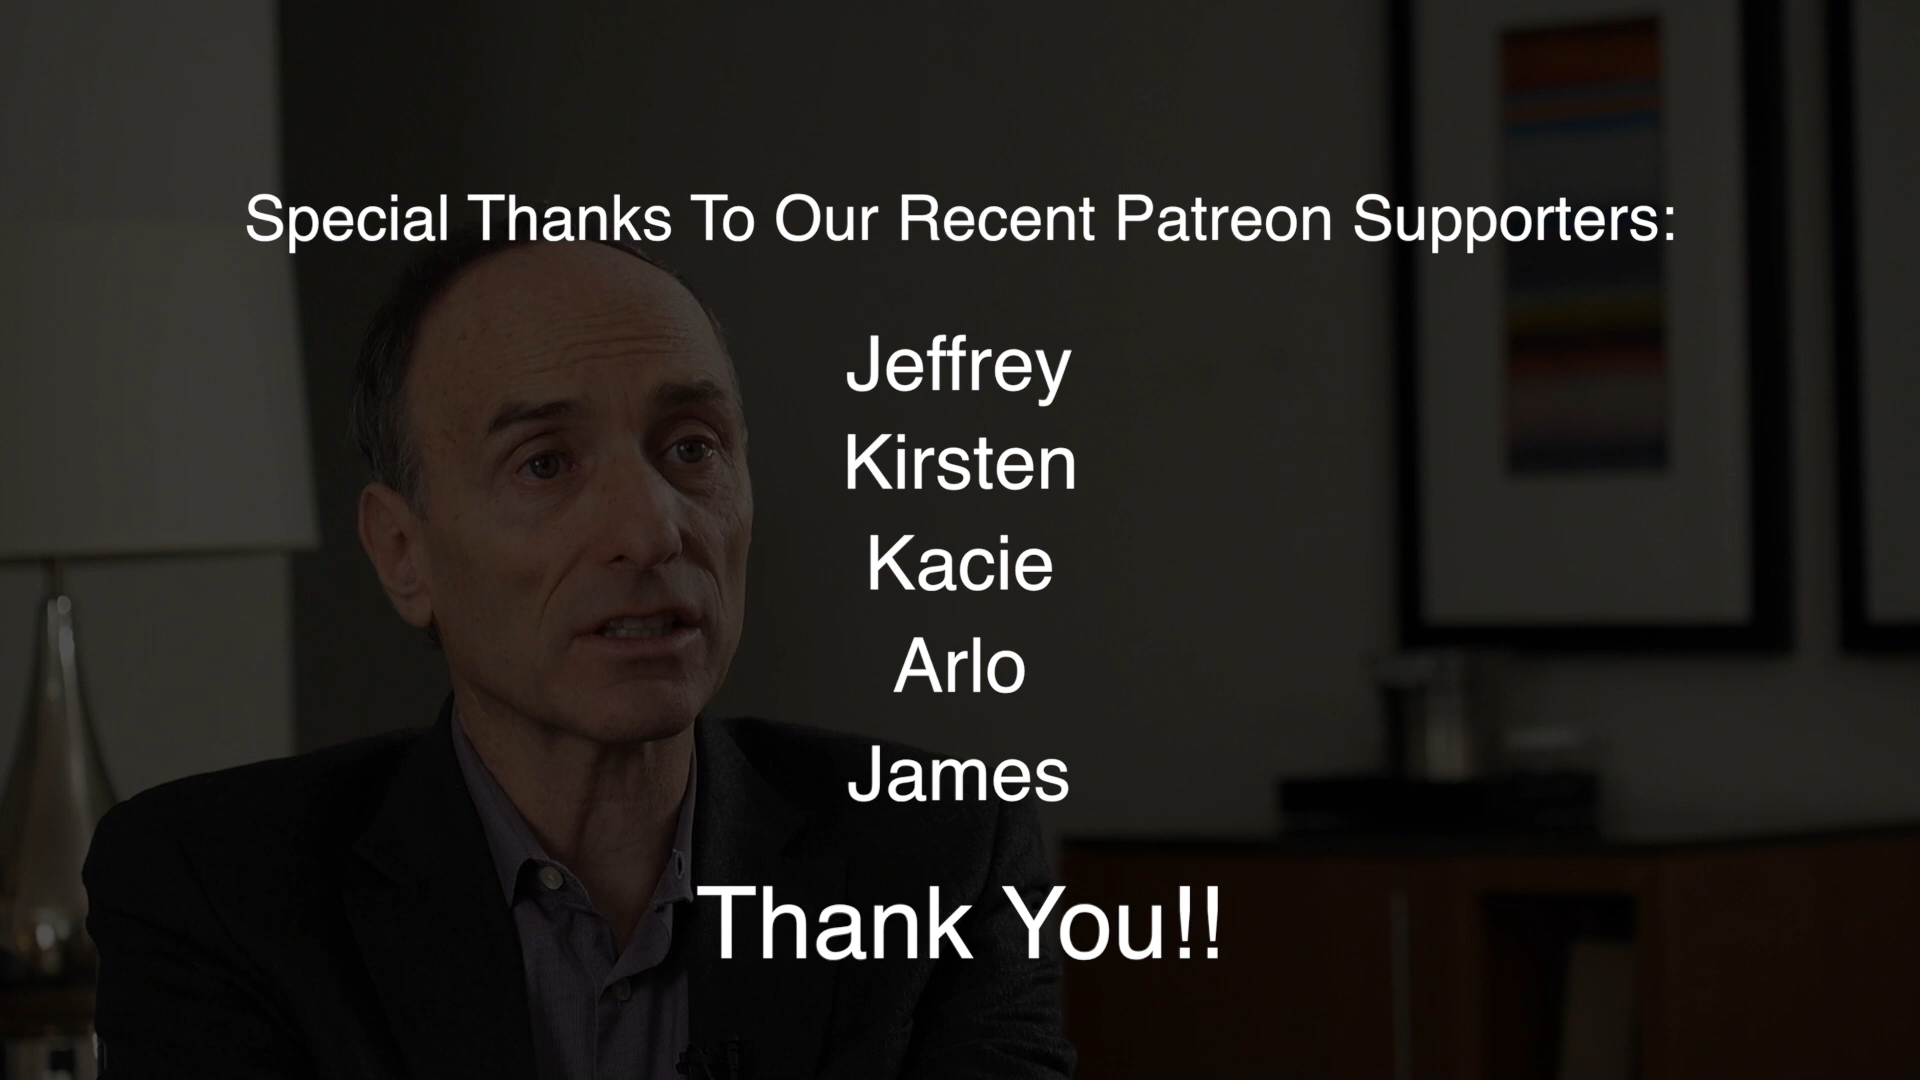 Special Thanks To Our Recent Patreon Supporters:
Jeffrey
Kirsten
Kacie
Arlo
James
Thank You!!